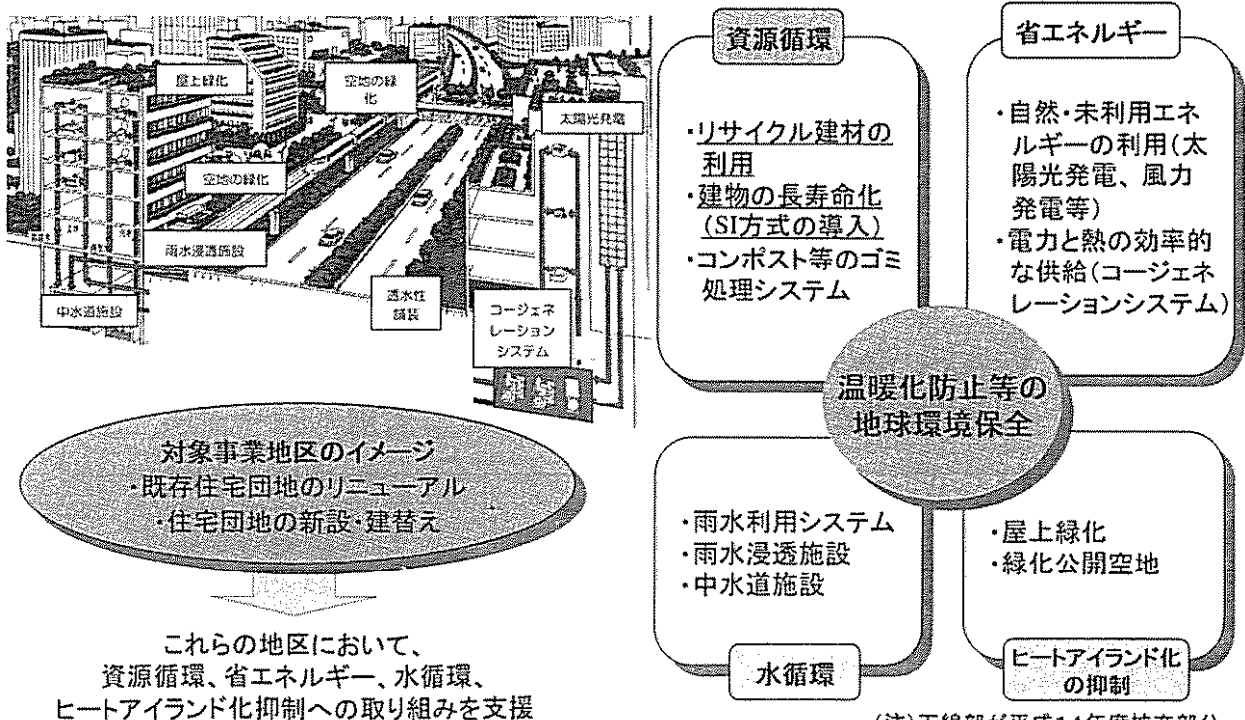 屋上緑化
空地の緑
化
太陽光発電
空地の緑化
雨水浸透施設
中水道施設
透水性
舗装
コージェネ
レーション
システム
対象事業地区のイメージ
・既存住宅団地のリニューアル
・住宅団地の新設・建替え
これらの地区において、
資源循環、省エネルギー、水循環、
ヒートアイランド化抑制への取り組みを支援
資源循環
・リサイクル建材の
利用
・建物の長寿命化
(SI方式の導入)
・コンポスト等のゴミ
処理システム
省エネルギー
・自然・未利用エネ
ルギーの利用(太
陽光発電、風力
発電等)
・電力と熱の効率的
な供給(コージェネ
レーションシステム)
温暖化防止等の
地球環境保全
・雨水利用システム
・雨水浸透施設
・中水道施設
水循環
・屋上緑化
・緑化公開空地
ヒートアイランド化
の抑制